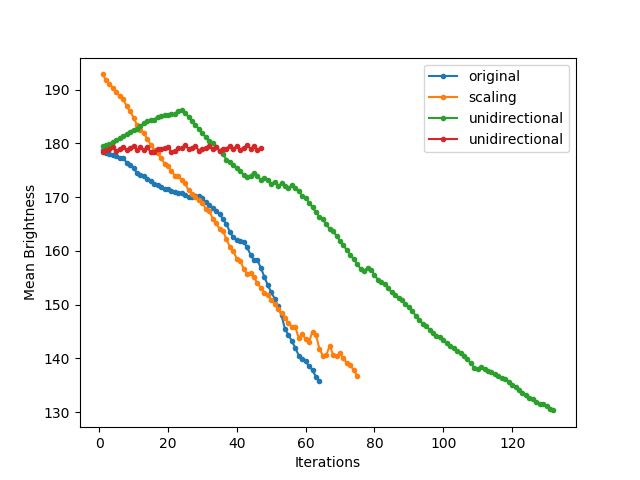 original
scaling
unidirectional
unidirectional
190
180
170
160
150
140
130
Mean Brightness
0 20 40 60 80 100 120
Iterations